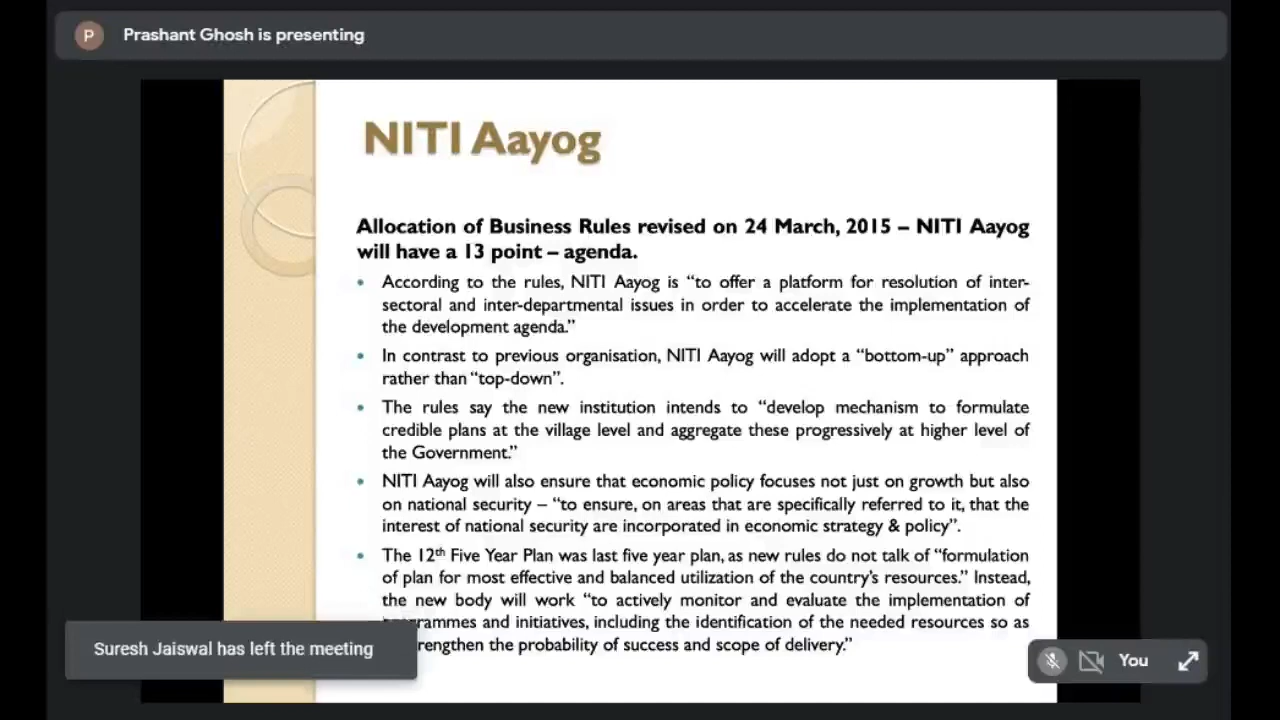 P
Prashant Ghosh is presenting
NITI Aayog
Allocation of Business Rules revised on 24 March, 2015 – NITI Aayog
will have a 13 point – agenda.
• According to the rules, NITI Aayog is “to offer a platform for resolution of inter-
sectoral and inter-departmental issues in order to accelerate the implementation of
the development agenda.”
• In contrast to previous organisation, NITI Aayog will adopt a “bottom-up” approach
rather than “top-down”.
• The rules say the new institution intends to “develop mechanism to formulate
credible plans at the village level and aggregate these progressively at higher level of
the Government.”
• NITI Aayog will also ensure that economic policy focuses not just on growth but also
on national security – “to ensure, on areas that are specifically referred to it, that the
interest of national security are incorporated in economic strategy & policy”.
• The 12th Five Year Plan was last five year plan, as new rules do not talk of “formulation
of plan for most effective and balanced utilization of the country’s resources.” Instead,
the new body will work “to actively monitor and evaluate the implementation of
and initiatives, including the identification of the needed resources so as
the probability of success and scope of delivery.”
Suresh Jaiswal has left the meeting
You